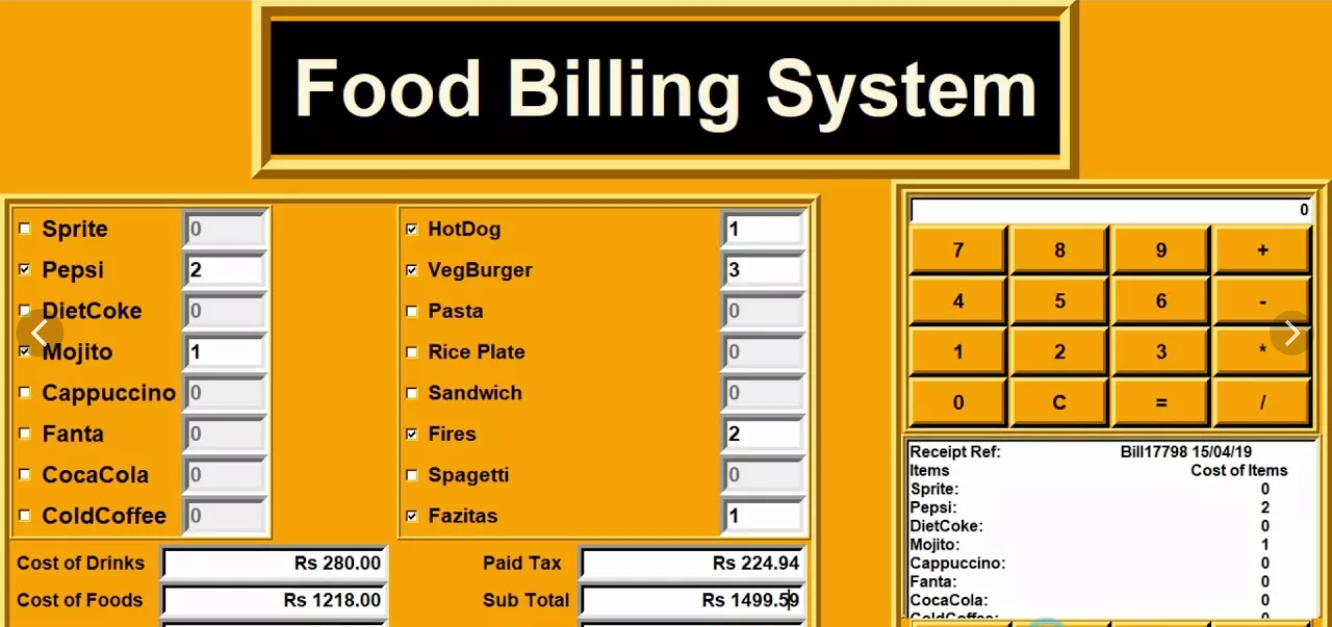 Food Billing System
Sprite 0
Pepsi 2
DietCoke 0
Mojito 1
Cappuccino 0
Fanta 0
CocaCola 0
ColdCoffee 0
HotDog 1
VegBurger 3
Pasta 0
Rice Plate 0
Sandwich 0
Fires 2
Spagetti 0
Fazitas 1
Cost of Drinks Rs 280.00 Paid Tax Rs 224.94
Cost of Foods Rs 1218.00 Sub Total Rs 1499.59
0
7 8 9 +
4 5 6 -
1 2 3 *
0 C = /
Receipt Ref: Bill17798 15/04/19
Items Cost of Items
Sprite: 0
Pepsi: 2
DietCoke: 0
Mojito: 1
Cappuccino: 0
Fanta: 0
CocaCola: 0
ColdCoffee: 0